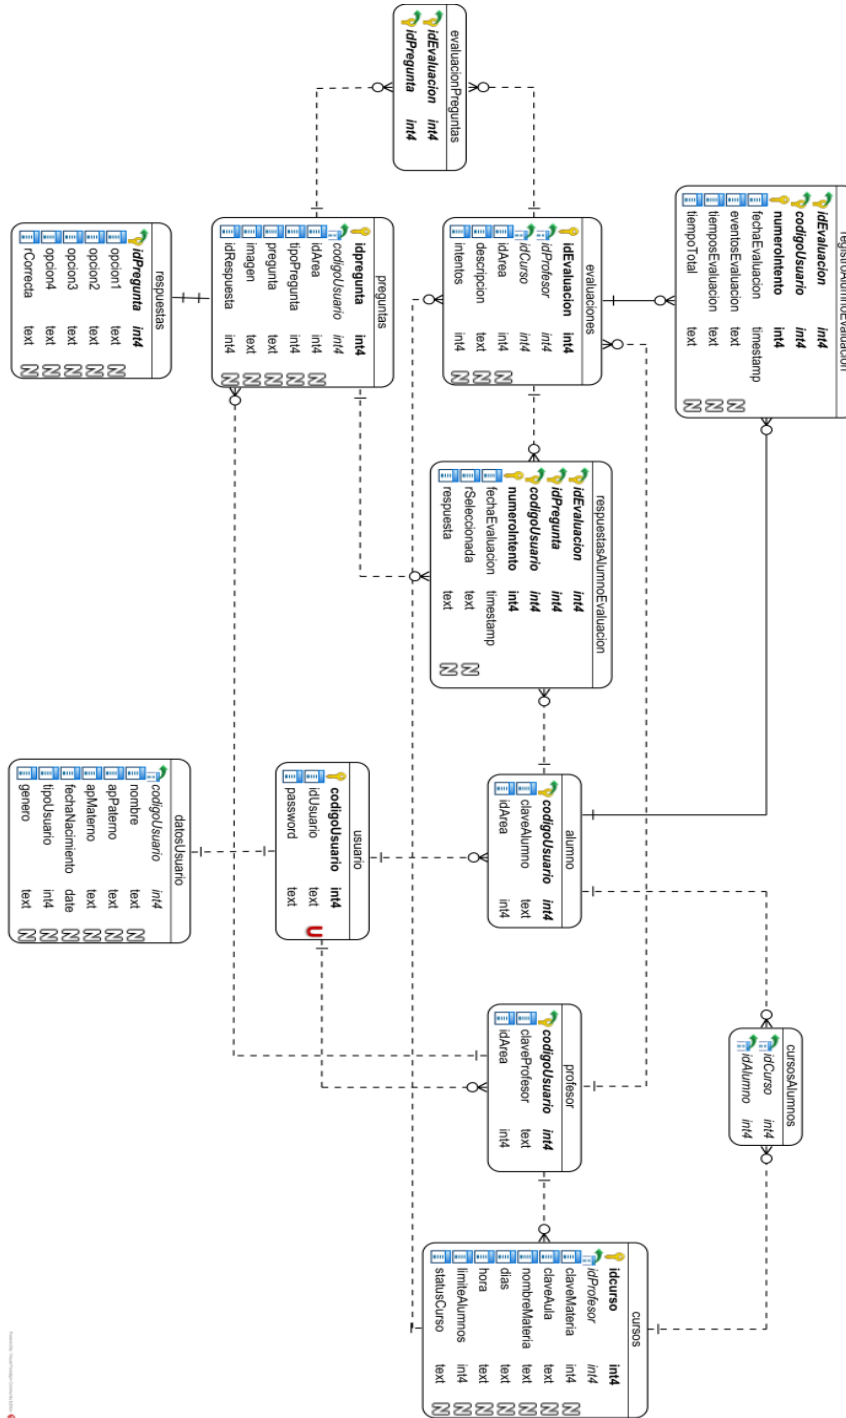 registroAlumnoEvaluacion
idEvaluacion int4
codigoUsuario int4
numeroIntento int4
fechaEvaluacion timestamp
eventosEvaluacion text N
tiemposEvaluacion text N
tiempoTotal text N
cursosAlumnos
idCurso int4
idAlumno int4
evaluacionPreguntas
idEvaluacion int4
idPregunta int4
evaluaciones
idEvaluacion int4
idProfesor int4
idCurso int4
idArea int4 N
descripcion text N
intentos int4 N
respuestasAlumnoEvaluacion
idEvaluacion int4
idPregunta int4
codigoUsuario int4
numeroIntento int4
fechaEvaluacion timestamp
rSeleccionada text N
respuesta text N
alumno
codigoUsuario int4
claveAlumno text
idArea int4
profesor
codigoUsuario int4
claveProfesor text
idArea int4
cursos
idcurso int4
idProfesor int4
claveMateria int4 N
claveAula text N
nombreMateria text N
dias text N
hora text N
limiteAlumnos int4 N
statusCurso text N
preguntas
idpregunta int4
codigoUsuario int4
idArea int4 N
tipoPregunta int4 N
pregunta text N
imagen text N
idRespuesta int4 N
usuario
codigoUsuario int4
idUsuario text U
password text
respuestas
idPregunta int4
opcion1 text N
opcion2 text N
opcion3 text N
opcion4 text N
rCorrecta text N
datosUsuario
codigoUsuario int4
nombre text N
apPaterno text N
apMaterno text N
fechaNacimiento date N
tipoUsuario int4 N
genero text N